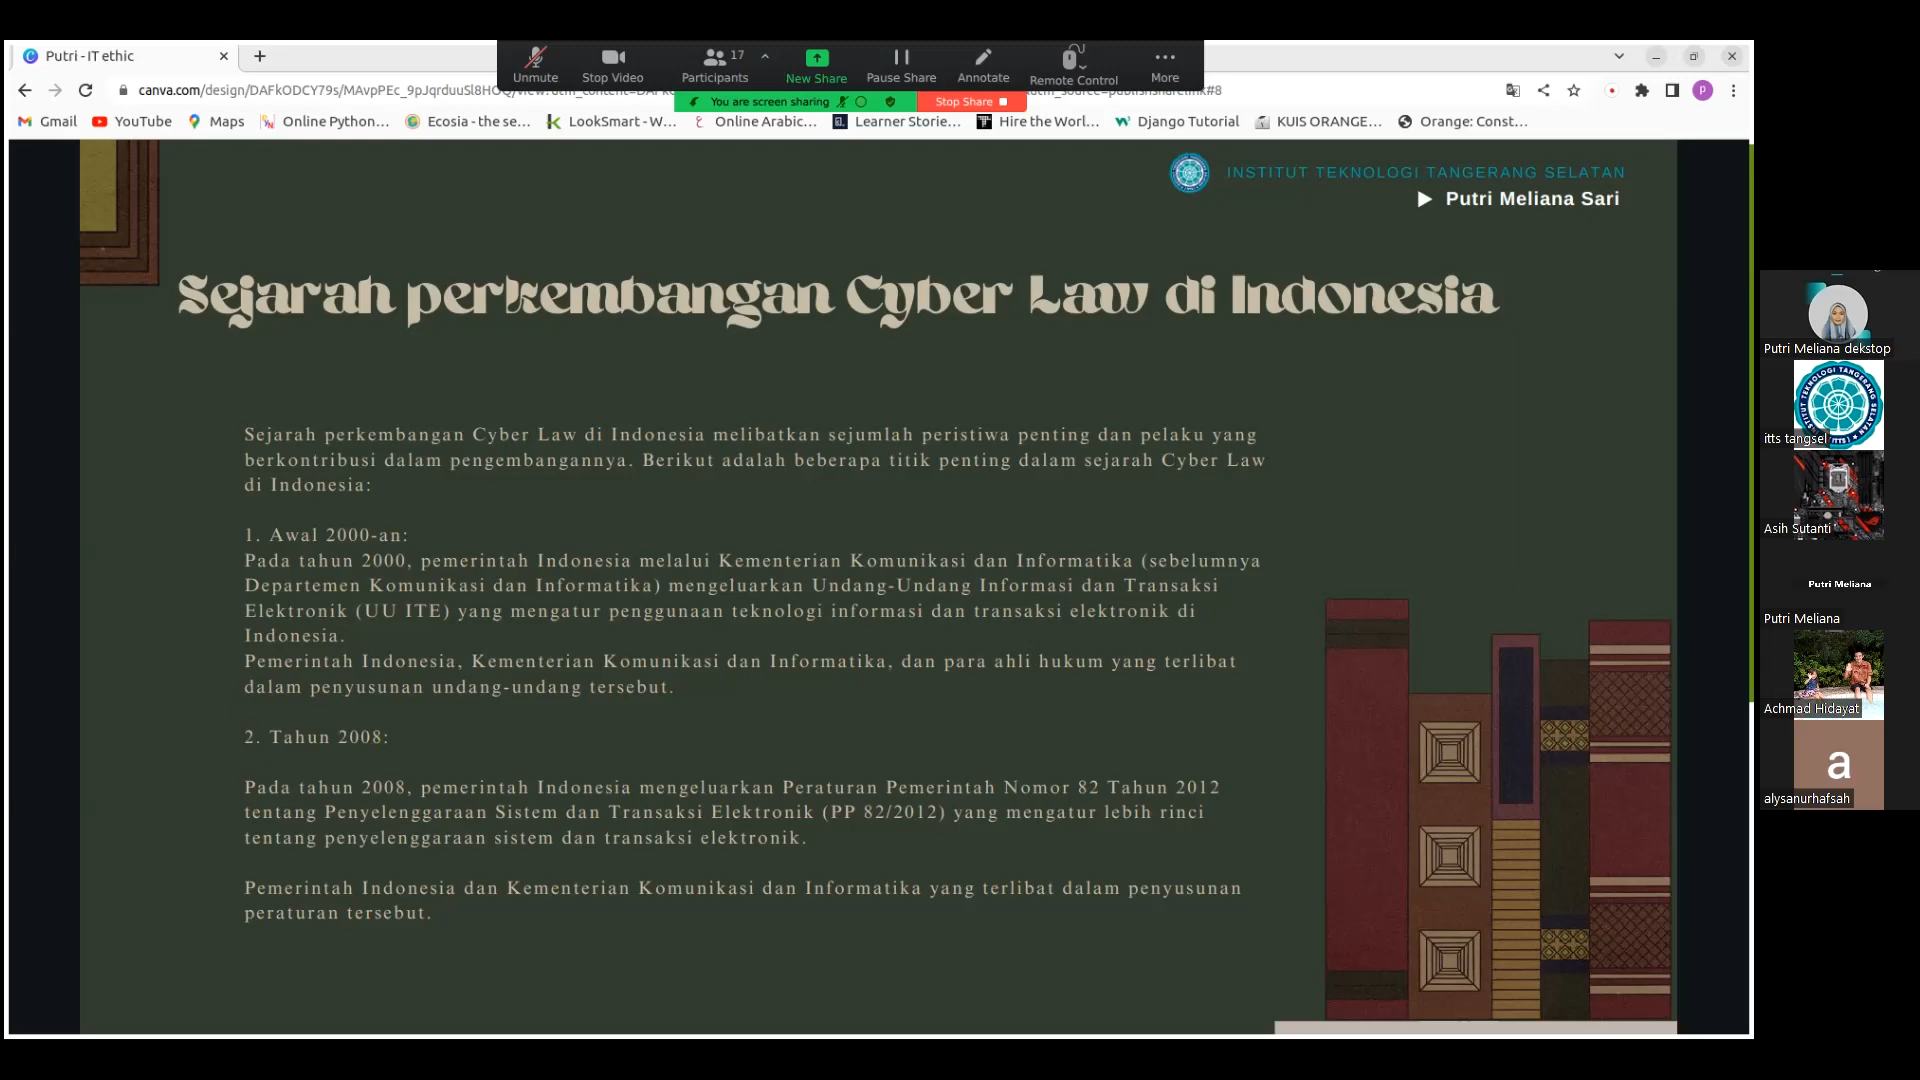 Putri - IT ethic
Unmute
Stop Video
17
Participants
New Share
Pause Share
Annotate
Remote Control
More
You are screen sharing
Stop Share
Gmail
YouTube
Maps
Online Python...
Ecosia - the se...
LookSmart - W...
Online Arabic...
Learner Storie...
Hire the Worl...
Django Tutorial
KUIS ORANGE...
Orange: Const...
INSTITUT TEKNOLOGI TANGERANG SELATAN
Putri Meliana Sari
Sejarah perkembangan Cyber Law di Indonesia
Sejarah perkembangan Cyber Law di Indonesia melibatkan sejumlah peristiwa penting dan pelaku yang
berkontribusi dalam pengembangannya. Berikut adalah beberapa titik penting dalam sejarah Cyber Law
di Indonesia:
1. Awal 2000-an:
Pada tahun 2000, pemerintah Indonesia melalui Kementerian Komunikasi dan Informatika (sebelumnya
Departemen Komunikasi dan Informatika) mengeluarkan Undang-Undang Informasi dan Transaksi
Elektronik (UU ITE) yang mengatur penggunaan teknologi informasi dan transaksi elektronik di
Indonesia.
Pemerintah Indonesia, Kementerian Komunikasi dan Informatika, dan para ahli hukum yang terlibat
dalam penyusunan undang-undang tersebut.
2. Tahun 2008:
Pada tahun 2008, pemerintah Indonesia mengeluarkan Peraturan Pemerintah Nomor 82 Tahun 2012
tentang Penyelenggaraan Sistem dan Transaksi Elektronik (PP 82/2012) yang mengatur lebih rinci
tentang penyelenggaraan sistem dan transaksi elektronik.
Pemerintah Indonesia dan Kementerian Komunikasi dan Informatika yang terlibat dalam penyusunan
peraturan tersebut.
Putri Meliana dekstop
itts tangsel
Asih Sutanti
Putri Meliana
Putri Meliana
Achmad Hidayat
a
alysanurhafsah